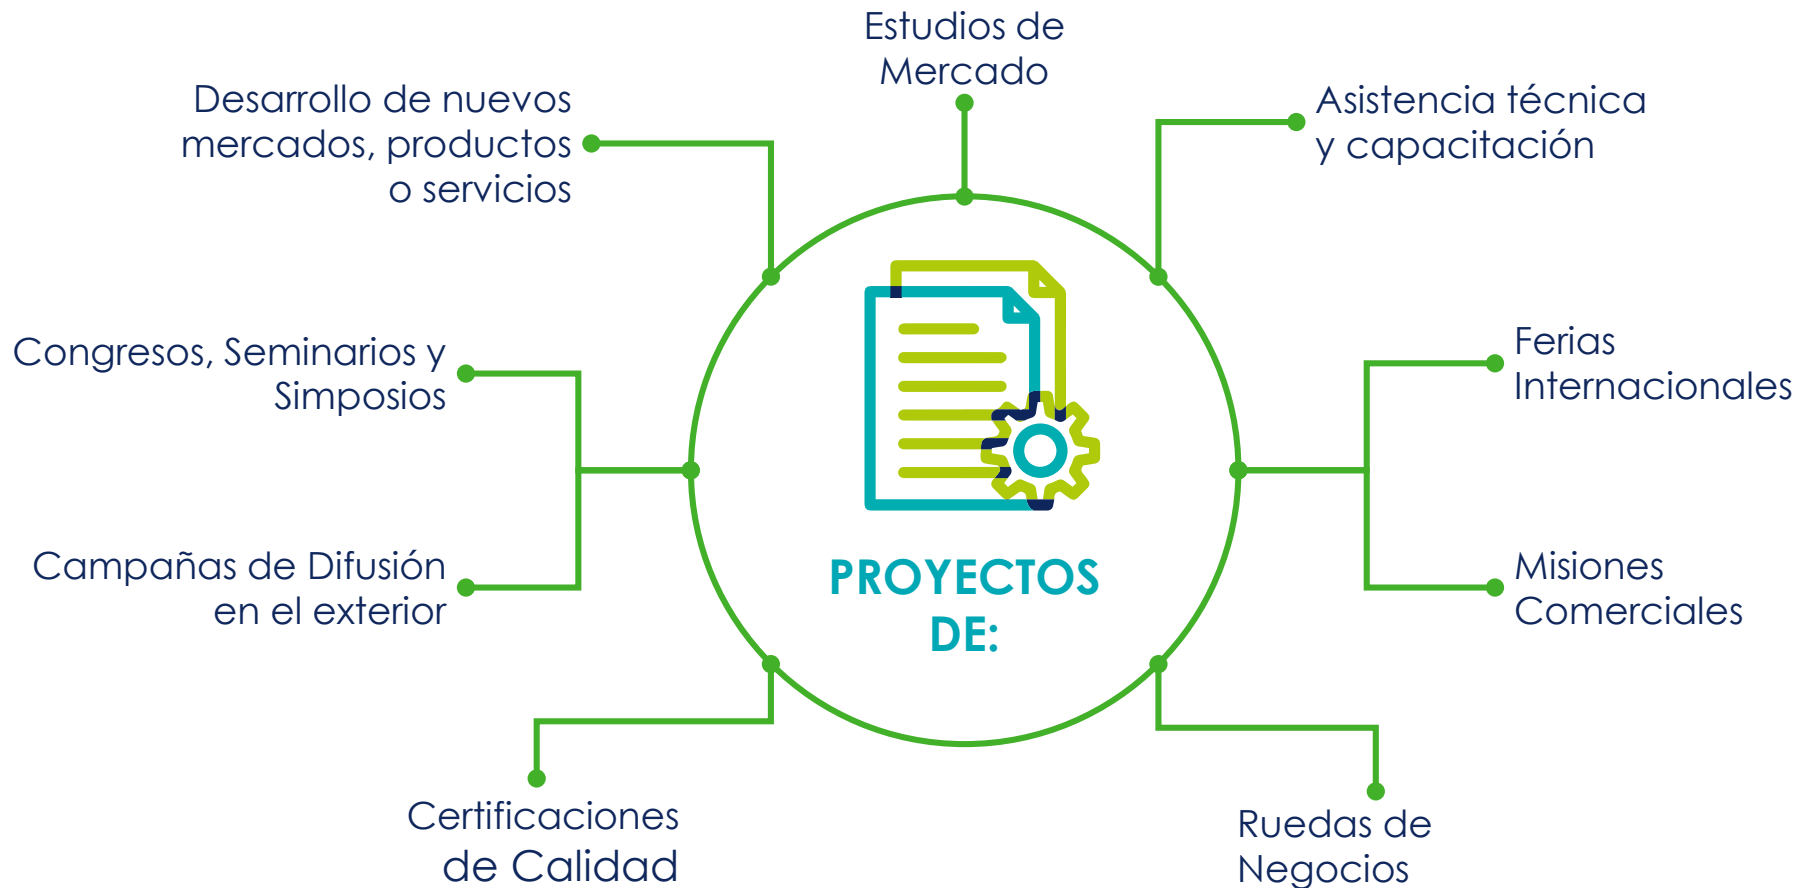 Estudios de
Mercado
Desarrollo de nuevos
mercados, productos
o servicios
Asistencia técnica
y capacitación
Congresos, Seminarios y
Simposios
Ferias
Internacionales
Campañas de Difusión
en el exterior
PROYECTOS
DE:
Misiones
Comerciales
Certificaciones
de Calidad
Ruedas de
Negocios